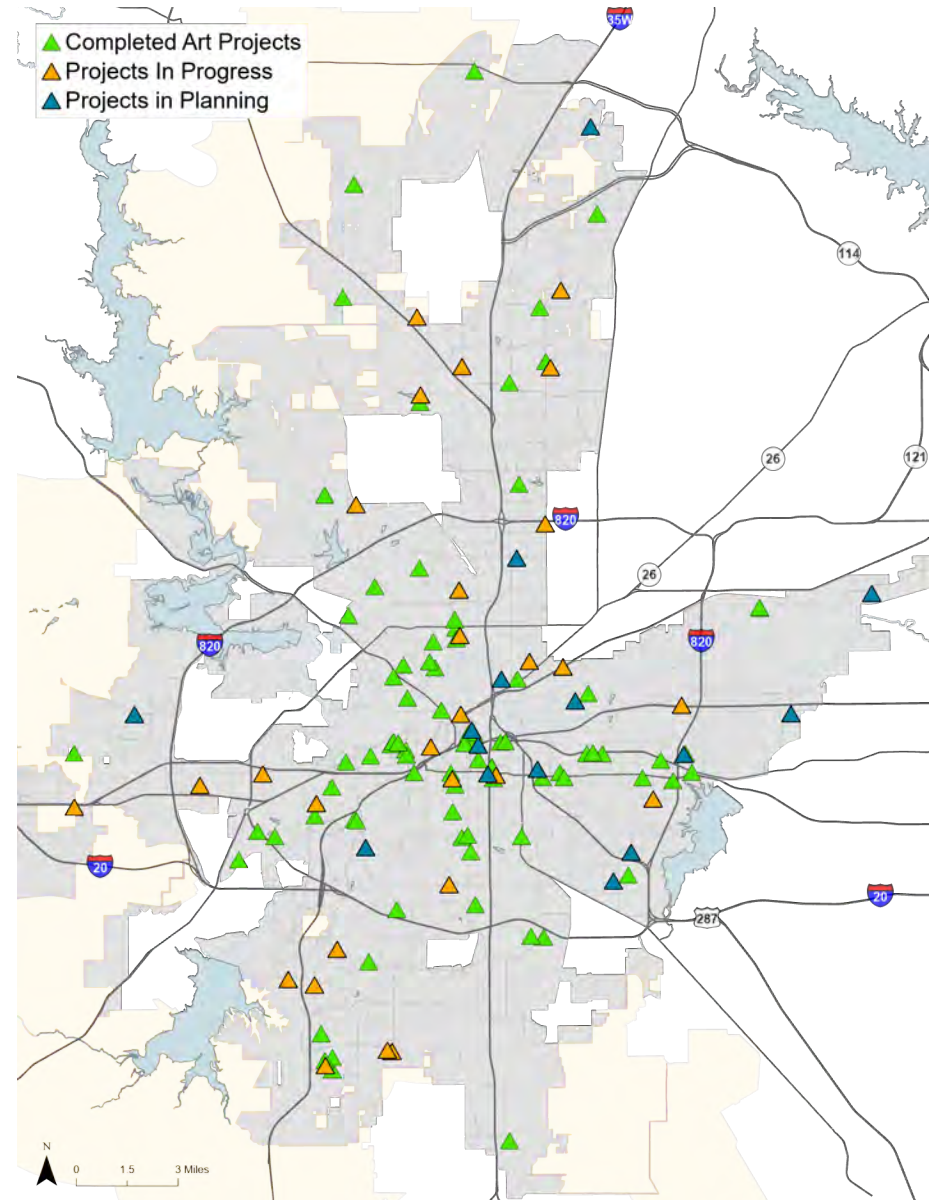 35W
Completed Art Projects
Projects In Progress
Projects in Planning
114
26
121
820
26
820
820
20
20
287
N
0 1.5 3 Miles